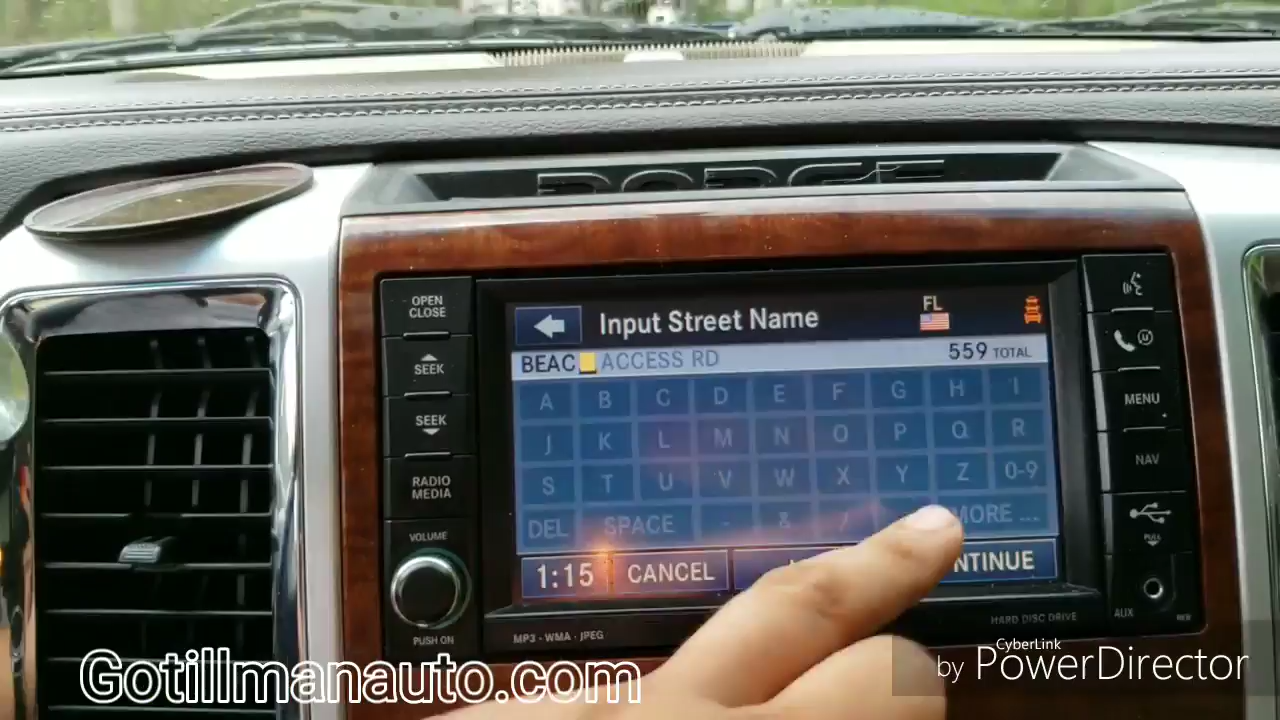 DODGE
OPEN
CLOSE
SEEK
SEEK
RADIO
MEDIA
VOLUME
PUSH ON
Input Street Name
FL
BEAC ACCESS RD
559 TOTAL
A B C D E F G H I
J K L M N O P Q R
S T U V W X Y Z 0-9
DEL SPACE - & / MORE ...
1:15 CANCEL
MENU
NAV
PULL
AUX
MP3 - WMA - JPEG
HARD DISC DRIVE
Gotillmanauto.com
CyberLink
by PowerDirector